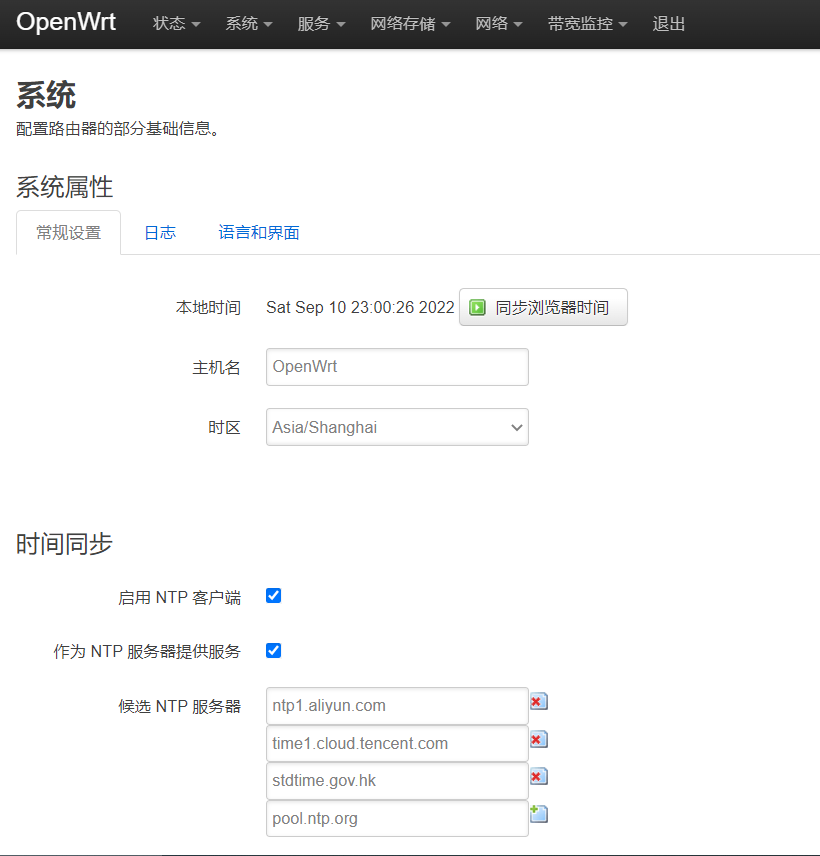 OpenWrt 状态 系统 服务 网络存储 网络 带宽监控 退出
系统
配置路由器的部分基础信息。
系统属性
常规设置 日志 语言和界面
本地时间 Sat Sep 10 23:00:26 2022 同步浏览器时间
主机名 OpenWrt
时区 Asia/Shanghai
时间同步
启用 NTP 客户端
作为 NTP 服务器提供服务
候选 NTP 服务器 ntp1.aliyun.com
time1.cloud.tencent.com
stdtime.gov.hk
pool.ntp.org